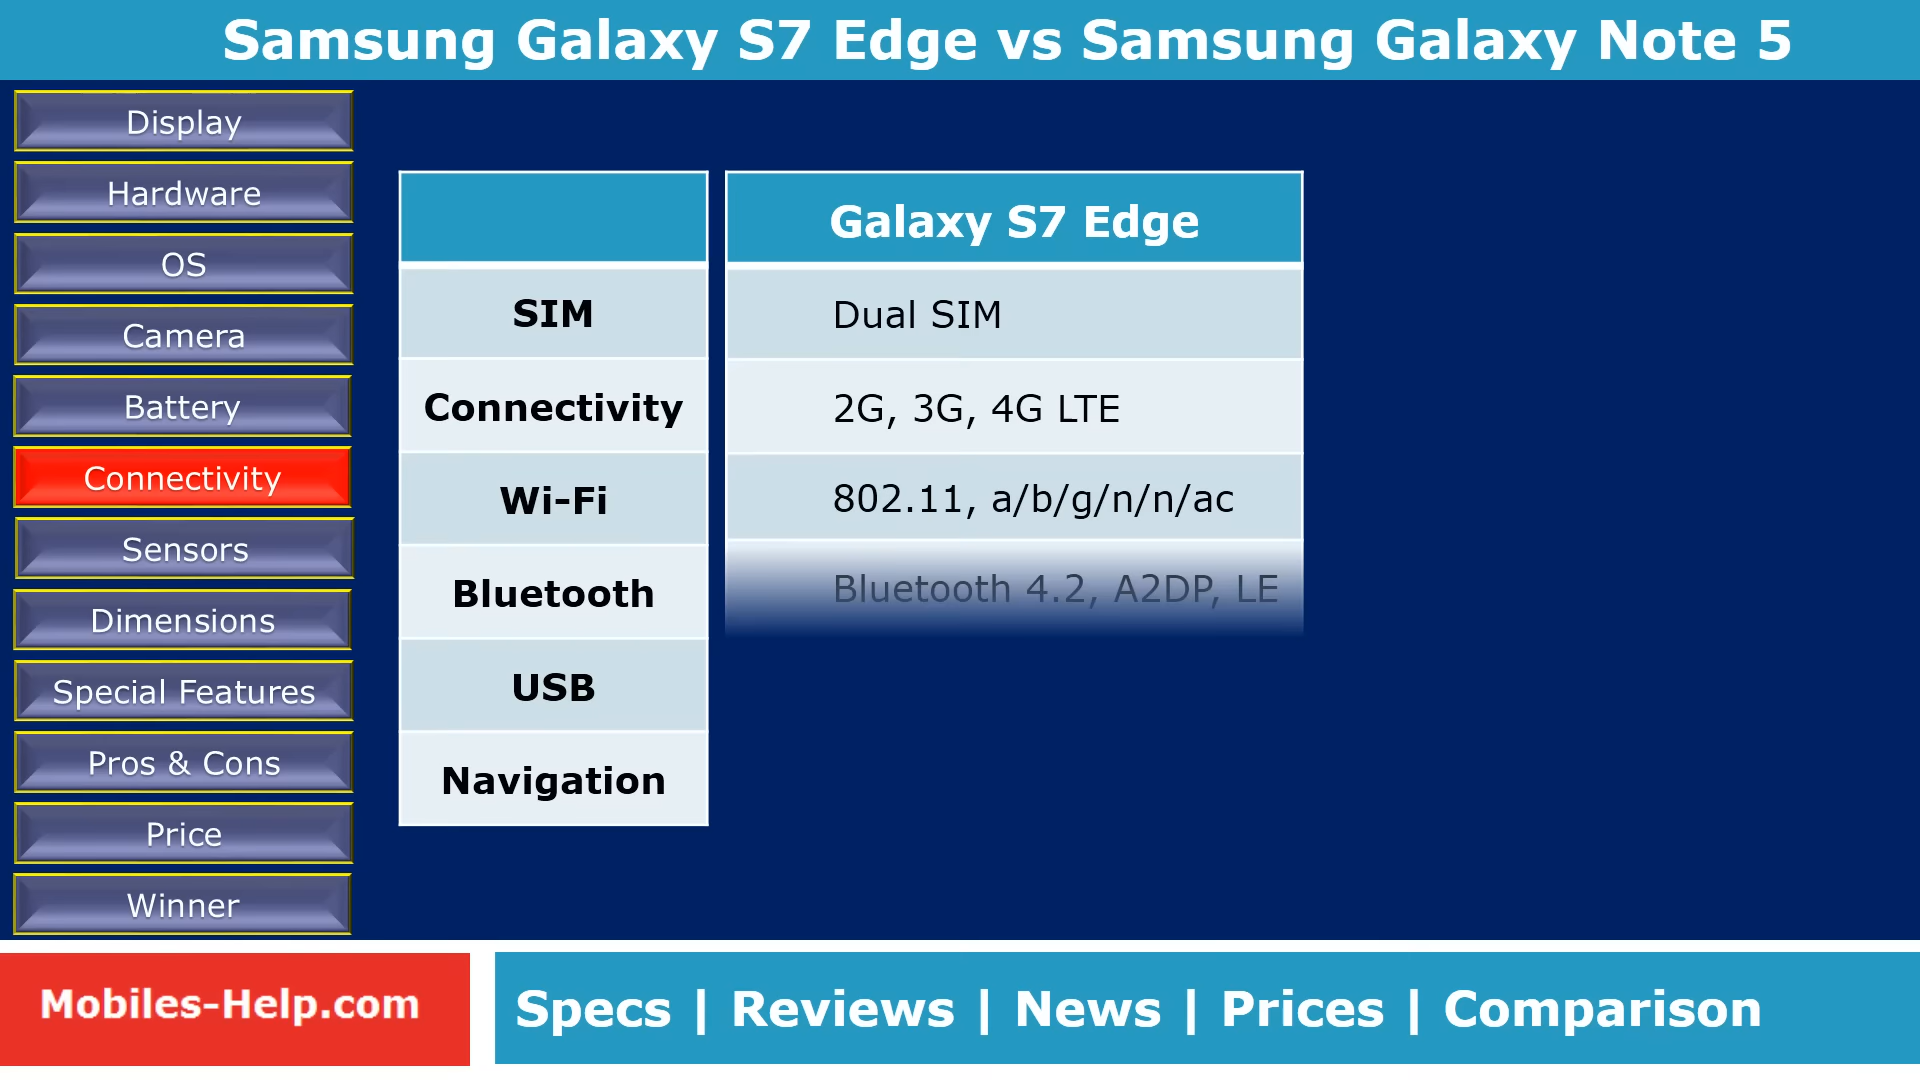 Samsung Galaxy S7 Edge vs Samsung Galaxy Note 5
Display
Hardware
OS
Camera
Battery
Connectivity
Sensors
Dimensions
Special Features
Pros & Cons
Price
Winner
Galaxy S7 Edge
SIM Dual SIM
Connectivity 2G, 3G, 4G LTE
Wi-Fi 802.11, a/b/g/n/n/ac
Bluetooth Bluetooth 4.2, A2DP, LE
USB
Navigation
Mobiles-Help.com
Specs | Reviews | News | Prices | Comparison